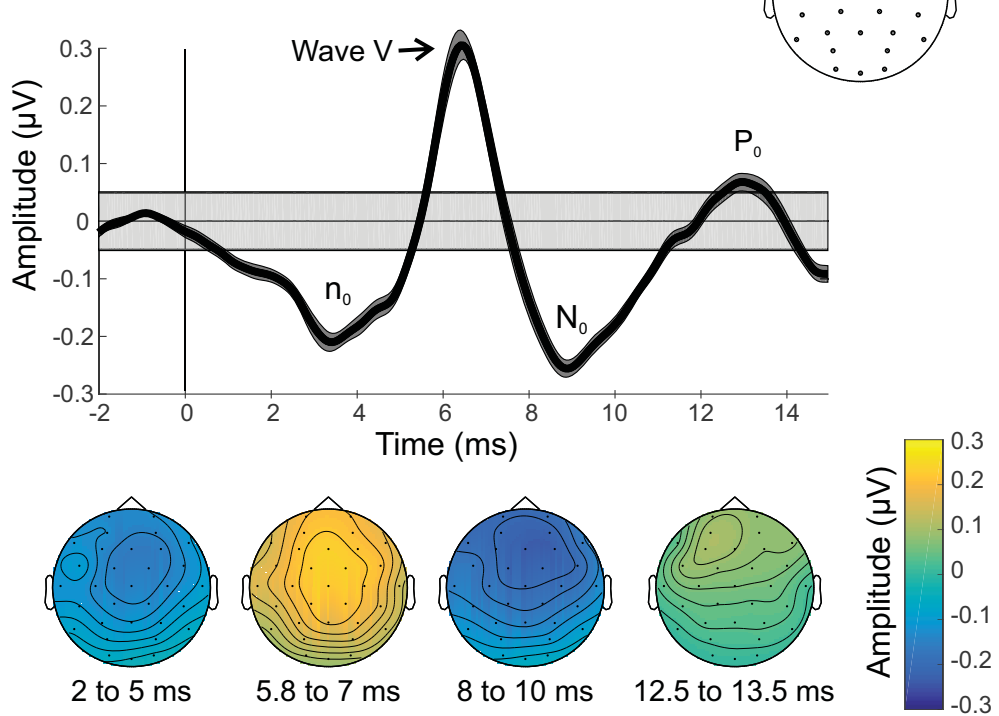 Amplitude (µV)
0.3
0.2
0.1
0
-0.1
-0.2
-0.3
Wave V
n0
N0
P0
-2 0 2 4 6 8 10 12 14
Time (ms)
2 to 5 ms
5.8 to 7 ms
8 to 10 ms
12.5 to 13.5 ms
Amplitude (µV)
0.3
0.2
0.1
0
-0.1
-0.2
-0.3